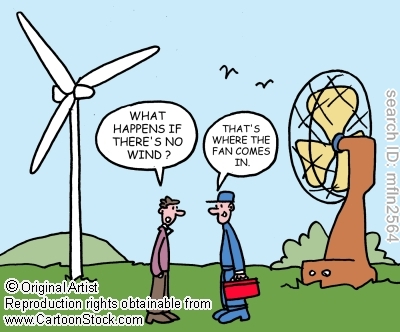 WHAT
HAPPENS IF
THERE'S NO
WIND ?
THAT'S
WHERE THE
FAN COMES
IN.
search ID: mfln2564
© Original Artist
Reproduction rights obtainable from
www.CartoonStock.com